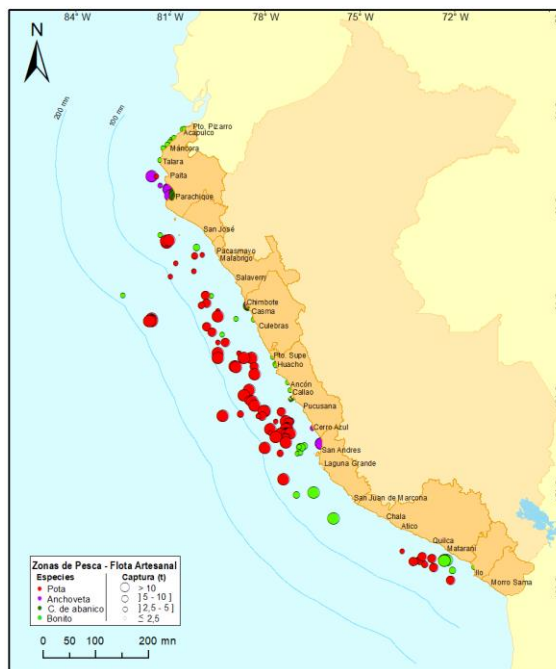 84°W 81°W 78°W 75°W 72°W
N
200 mn
100 mn
Pto. Pizarro
Acapulco
Máncora
Talara
Paita
Parachique
San José
Pacasmayo
Malabrigo
Salaverry
Chimbote
Casma
Culebras
Pto. Supe
Huacho
Ancón
Callao
Pucusana
Cerro Azul
San Andres
Laguna Grande
San Juan de Marcona
Chala
Atico
Quilca
Matarani
Ilo
Morro Sama
Zonas de Pesca - Flota Artesanal
Especies Captura (t)
Pota > 10
Anchoveta ] 5 - 10 ]
C. de abanico ] 2,5 - 5 ]
Bonito ≤ 2,5
0 50 100 200 mn